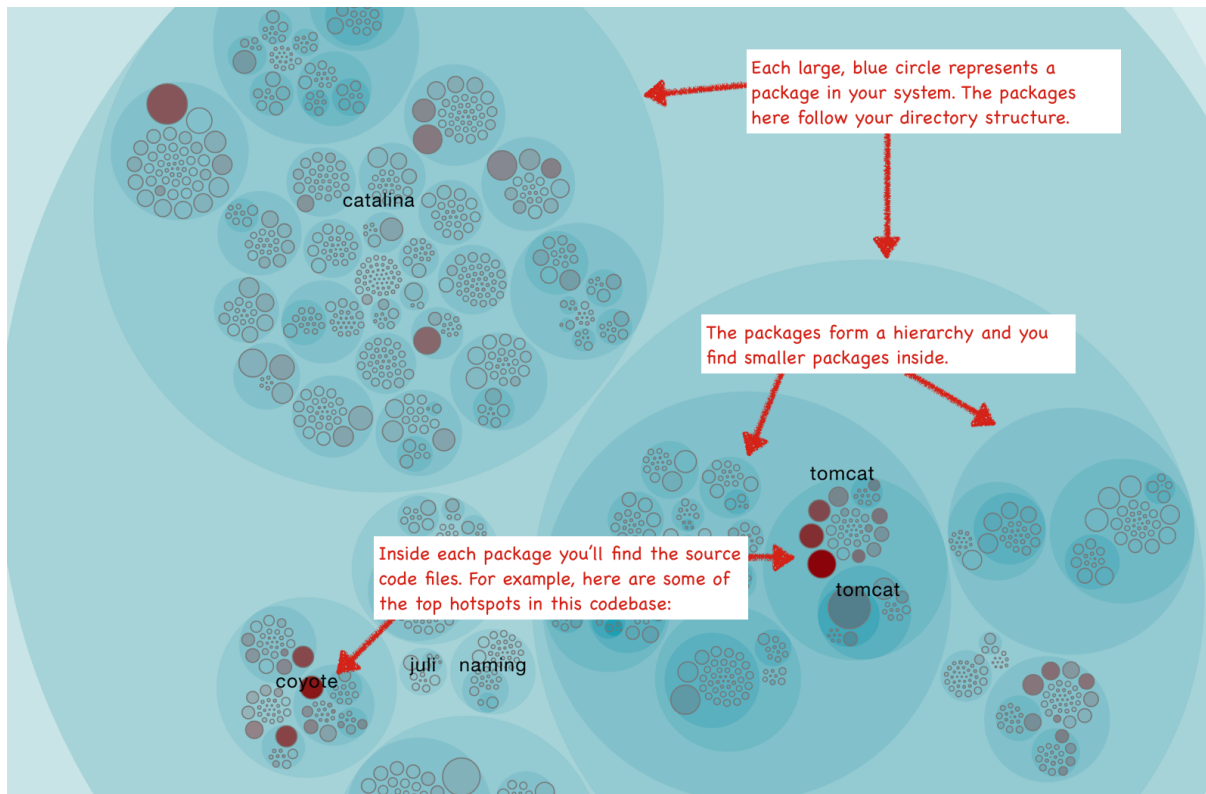 Each large, blue circle represents a
package in your system. The packages
here follow your directory structure.
catalina
The packages form a hierarchy and you
find smaller packages inside.
tomcat
Inside each package you'll find the source
code files. For example, here are some of
the top hotspots in this codebase:
tomcat
juli
naming
coyote